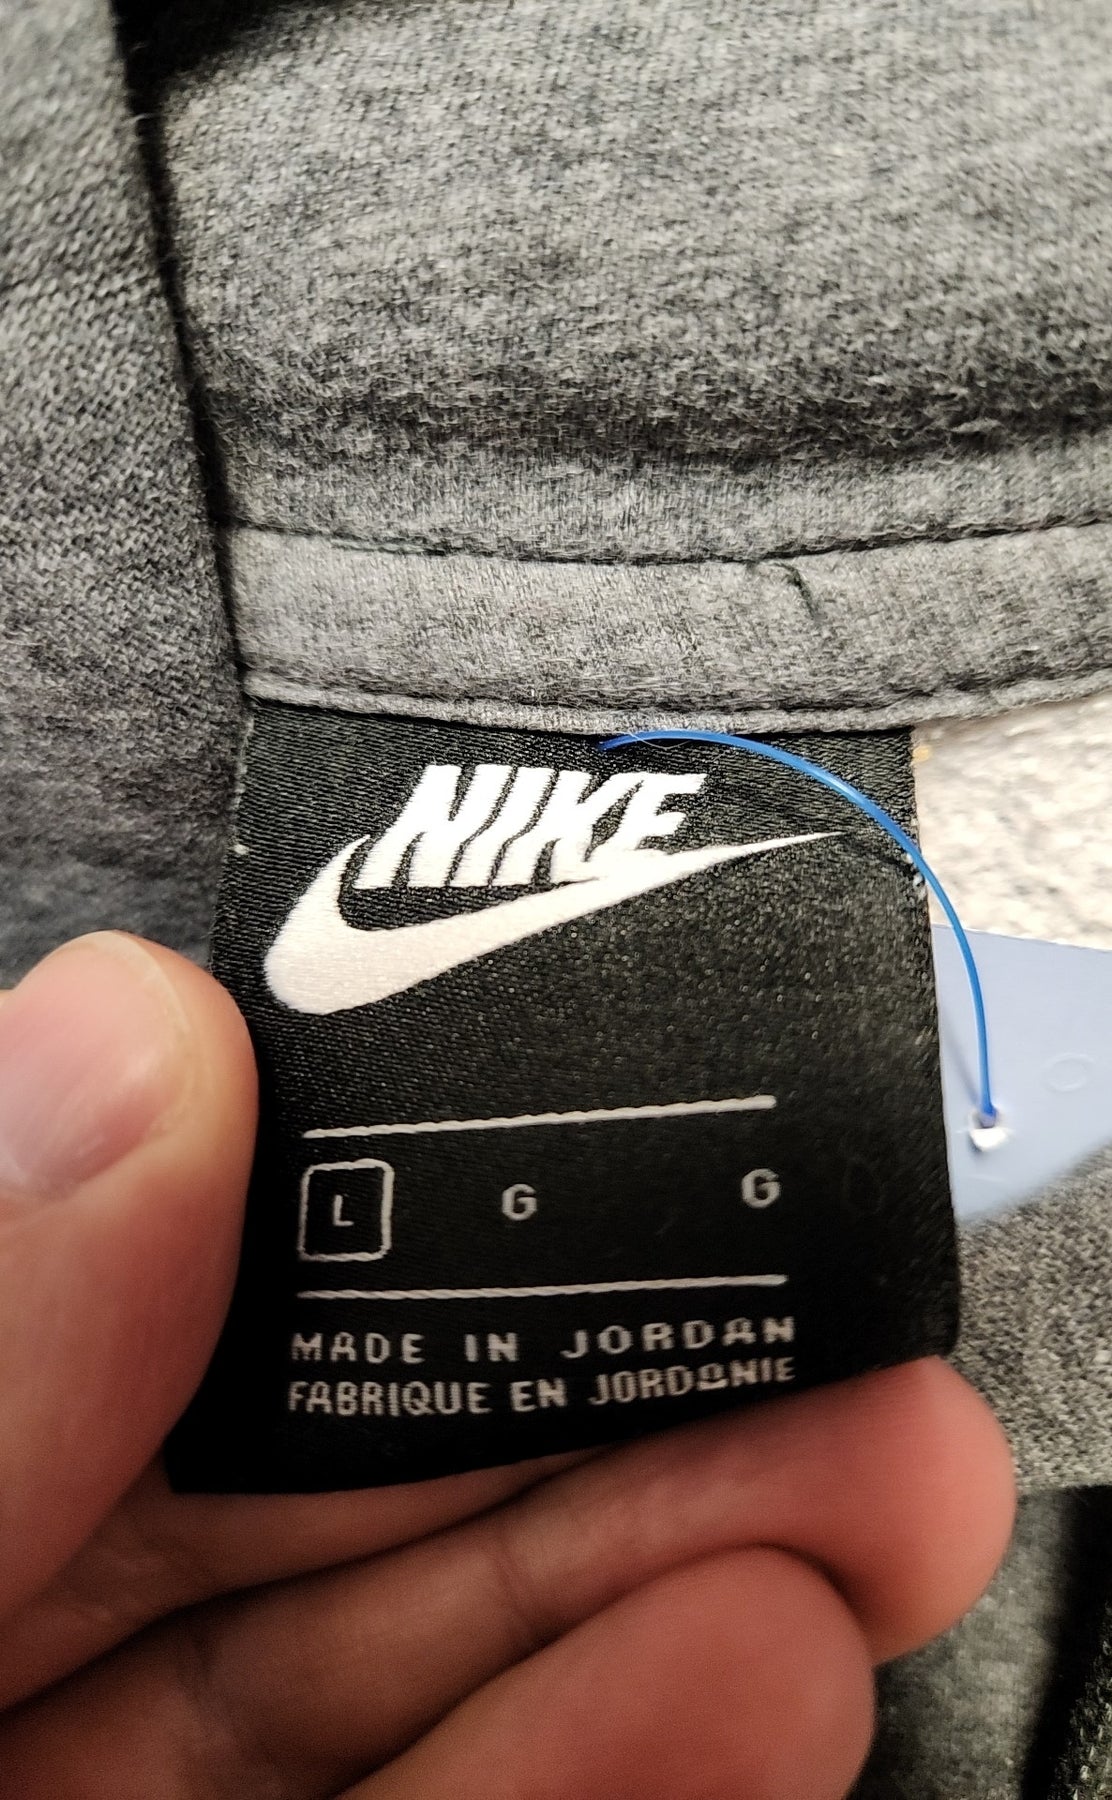 NIKE
L G G
MADE IN JORDAN
FABRIQUE EN JORDANIE